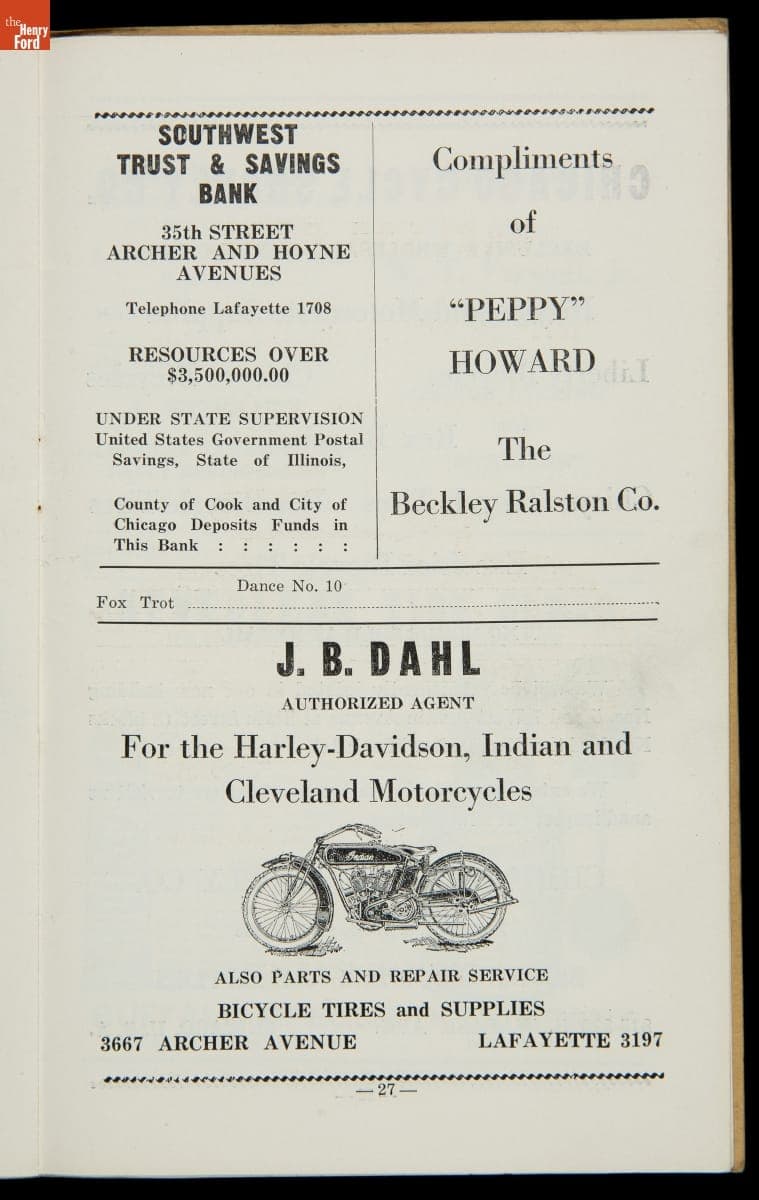 the
Henry
Ford
SOUTHWEST
TRUST & SAVINGS
BANK
35th STREET
ARCHER AND HOYNE
AVENUES
Telephone Lafayette 1708
RESOURCES OVER
$3,500,000.00
UNDER STATE SUPERVISION
United States Government Postal
Savings, State of Illinois,
County of Cook and City of
Chicago Deposits Funds in
This Bank : : : : : :
Compliments
of
“PEPPY”
HOWARD
The
Beckley Ralston Co.
Dance No. 10
Fox Trot
J. B. DAHL
AUTHORIZED AGENT
For the Harley-Davidson, Indian and
Cleveland Motorcycles
Indian
ALSO PARTS AND REPAIR SERVICE
BICYCLE TIRES and SUPPLIES
3667 ARCHER AVENUE LAFAYETTE 3197
— 27 —